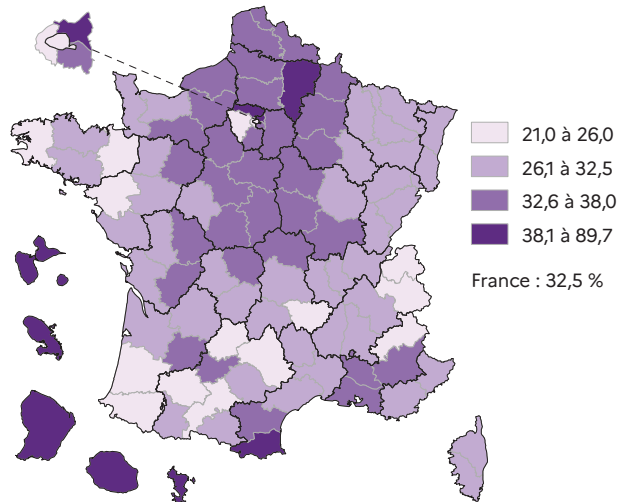 21,0 à 26,0
26,1 à 32,5
32,6 à 38,0
38,1 à 89,7
France : 32,5 %